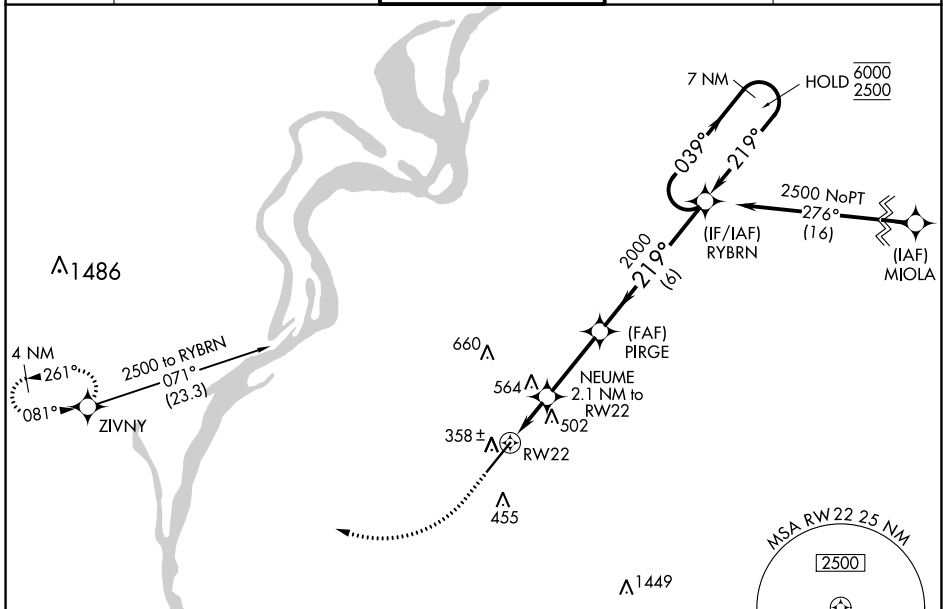 7 NM
HOLD 6000
2500
039°
219°
2500 NoPT
276°
(16)
(IF/IAF)
RYBRN
(IAF)
MIOLA
2000
219°
(6)
1486
(FAF)
PIRGE
4 NM
261°
081°
ZIVNY
2500 to RYBRN
071°
(23.3)
660
564
NEUME
2.1 NM to
RW22
502
358 ±
RW22
455
MSA RW 22 25 NM
2500
1449